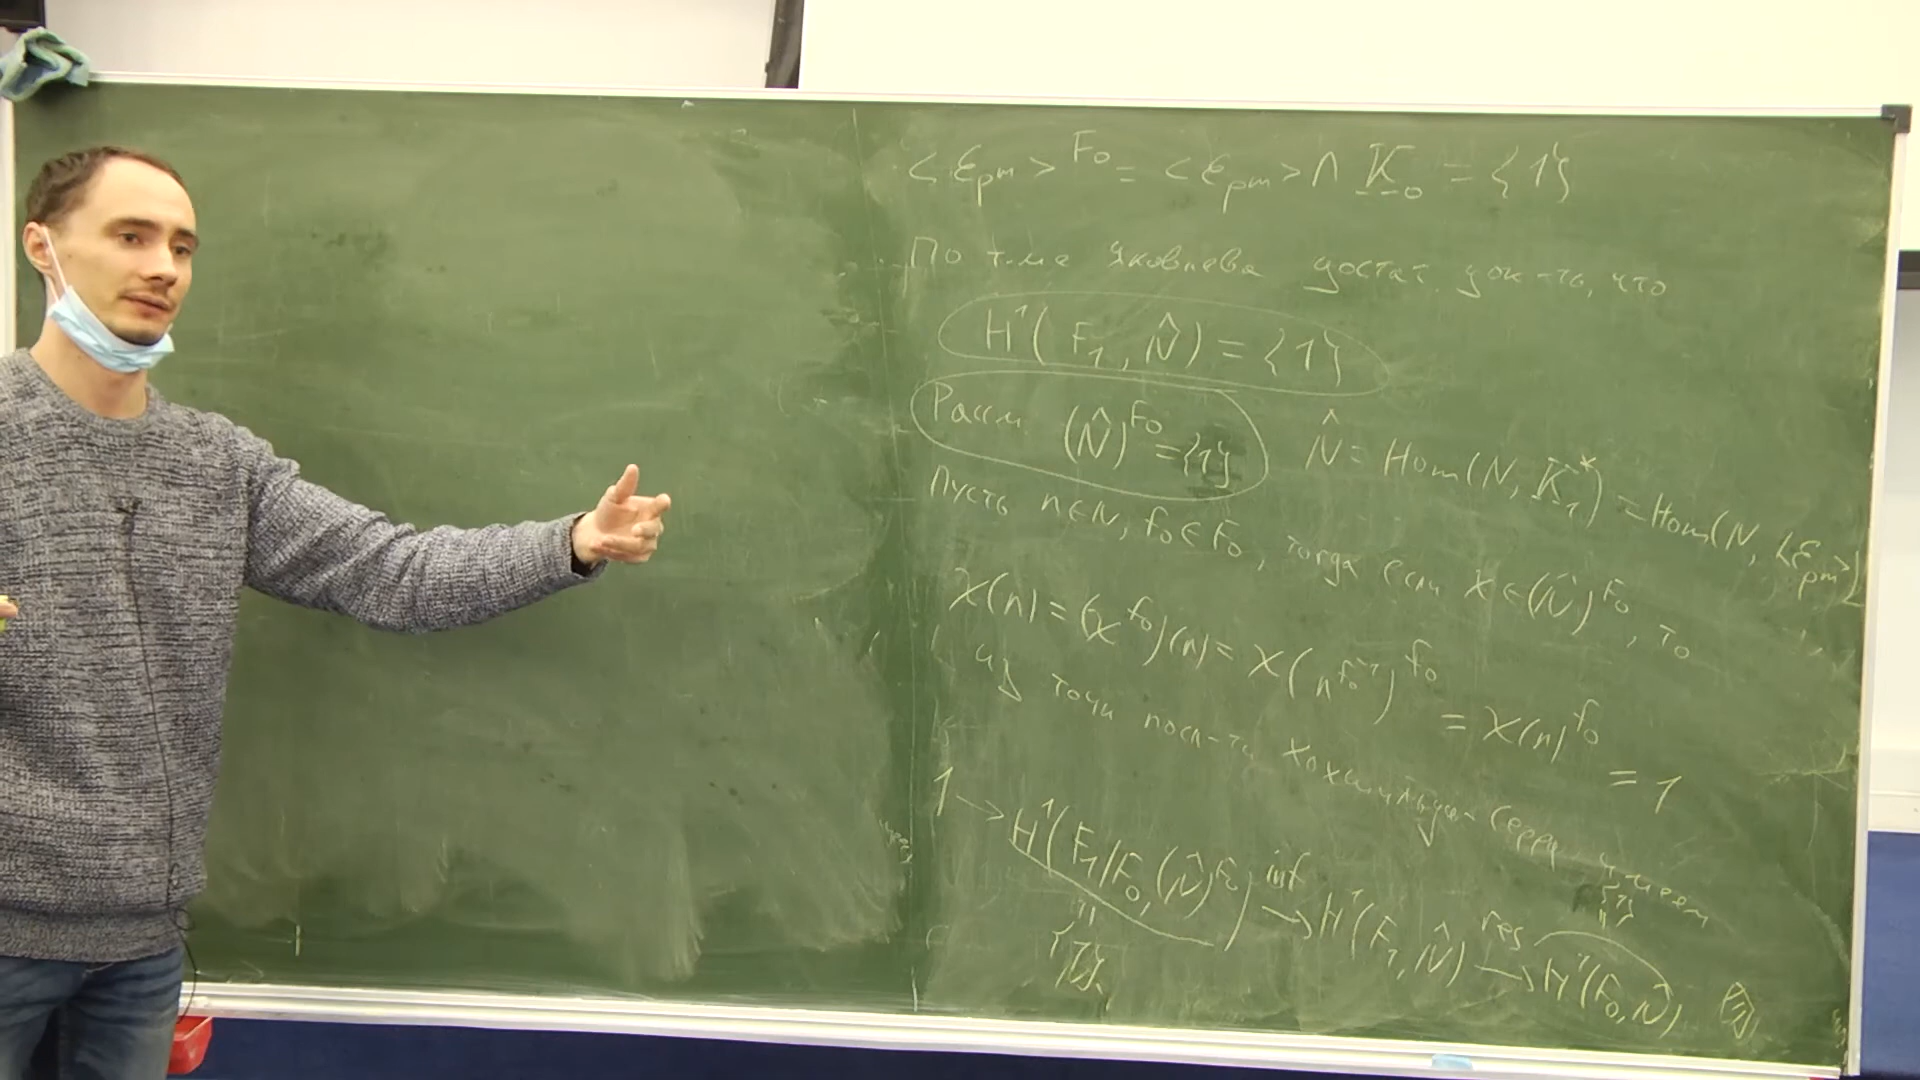 < ε_{p^m} >^{F_0} = < ε_{p^m} > ∩ K_0 = {1}
По т-ме Яковлева достат. док-ть, что
H^1( F_1, N̂ ) = {1}
Рассм. (N̂)^{F_0} = {1} N̂ = Hom(N, K_1^*) = Hom(N, <ε_{p^m}>)
Пусть n ∈ N, f_0 ∈ F_0, тогда если χ ∈ (N̂)^{F_0}, то
χ(n) = (χ^{f_0})(n) = χ( n^{f_0^{-1}} )^{f_0} = χ(n)^{f_0} = 1
Из точн. посл-ти Хохшильда-Серра имеем
1 → H^1( F_1/F_0, (N̂)^{F_0} ) inf → H^1( F_1, N̂ ) res → H^1( F_0, N̂ )
{1} {1}